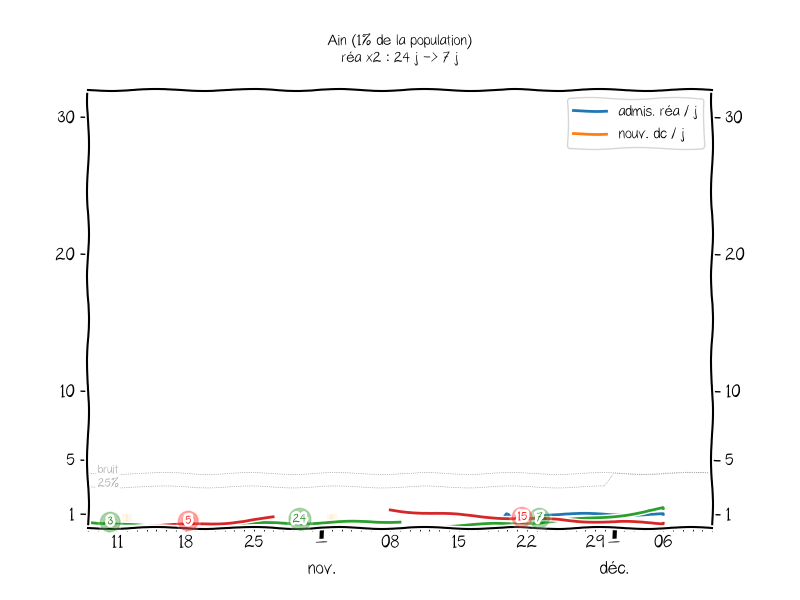 Ain (1% de la population)
réa x2 : 24 j -> 7 j
30 30
admis. réa / j
nouv. dc / j
20 20
10 10
5 5
bruit
25%
1 3 5 24 15 7 1
11 18 25 08 15 22 29 06
nov. déc.